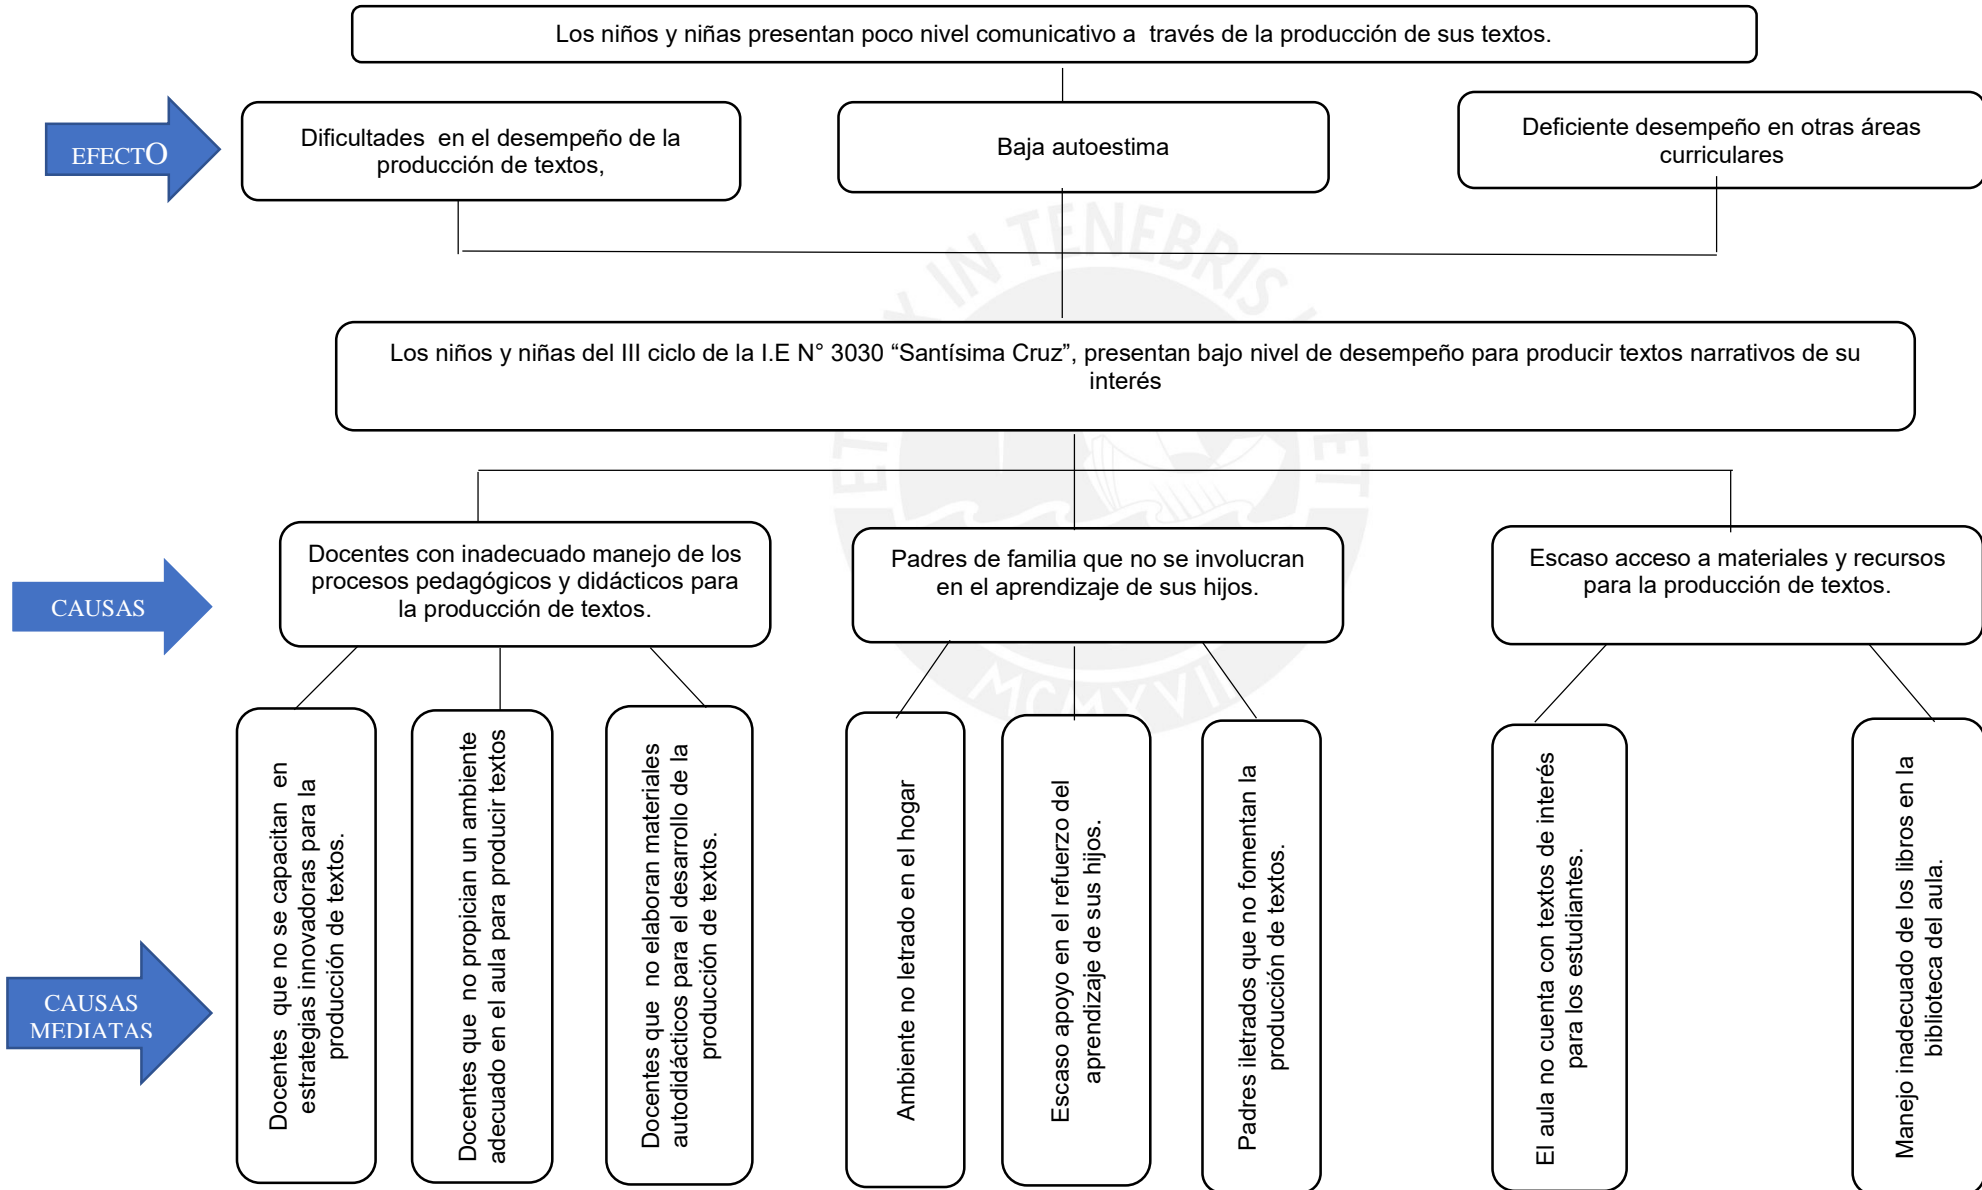 Los niños y niñas presentan poco nivel comunicativo a  través de la producción de sus textos.
EFECTO
Dificultades  en el desempeño de la
producción de textos,
Baja autoestima
Deficiente desempeño en otras áreas
curriculares
Los niños y niñas del III ciclo de la I.E N° 3030 “Santísima Cruz”, presentan bajo nivel de desempeño para producir textos narrativos de su
interés
CAUSAS
Docentes con inadecuado manejo de los
procesos pedagógicos y didácticos para
la producción de textos.
Padres de familia que no se involucran
en el aprendizaje de sus hijos.
Escaso acceso a materiales y recursos
para la producción de textos.
CAUSAS
MEDIATAS
Docentes  que no se capacitan  en
estrategias innovadoras para la
producción de textos.
Docentes que  no propician un ambiente
adecuado en el aula para producir textos
Docentes que  no elaboran materiales
autodidácticos para el desarrollo de la
producción de textos.
Ambiente no letrado en el hogar
Escaso apoyo en el refuerzo del
aprendizaje de sus hijos.
Padres iletrados que no fomentan la
producción de textos.
El aula no cuenta con textos de interés
para los estudiantes.
Manejo inadecuado de los libros en la
biblioteca del aula.
IN TENEBRIS
ET
ET
MCMXVII